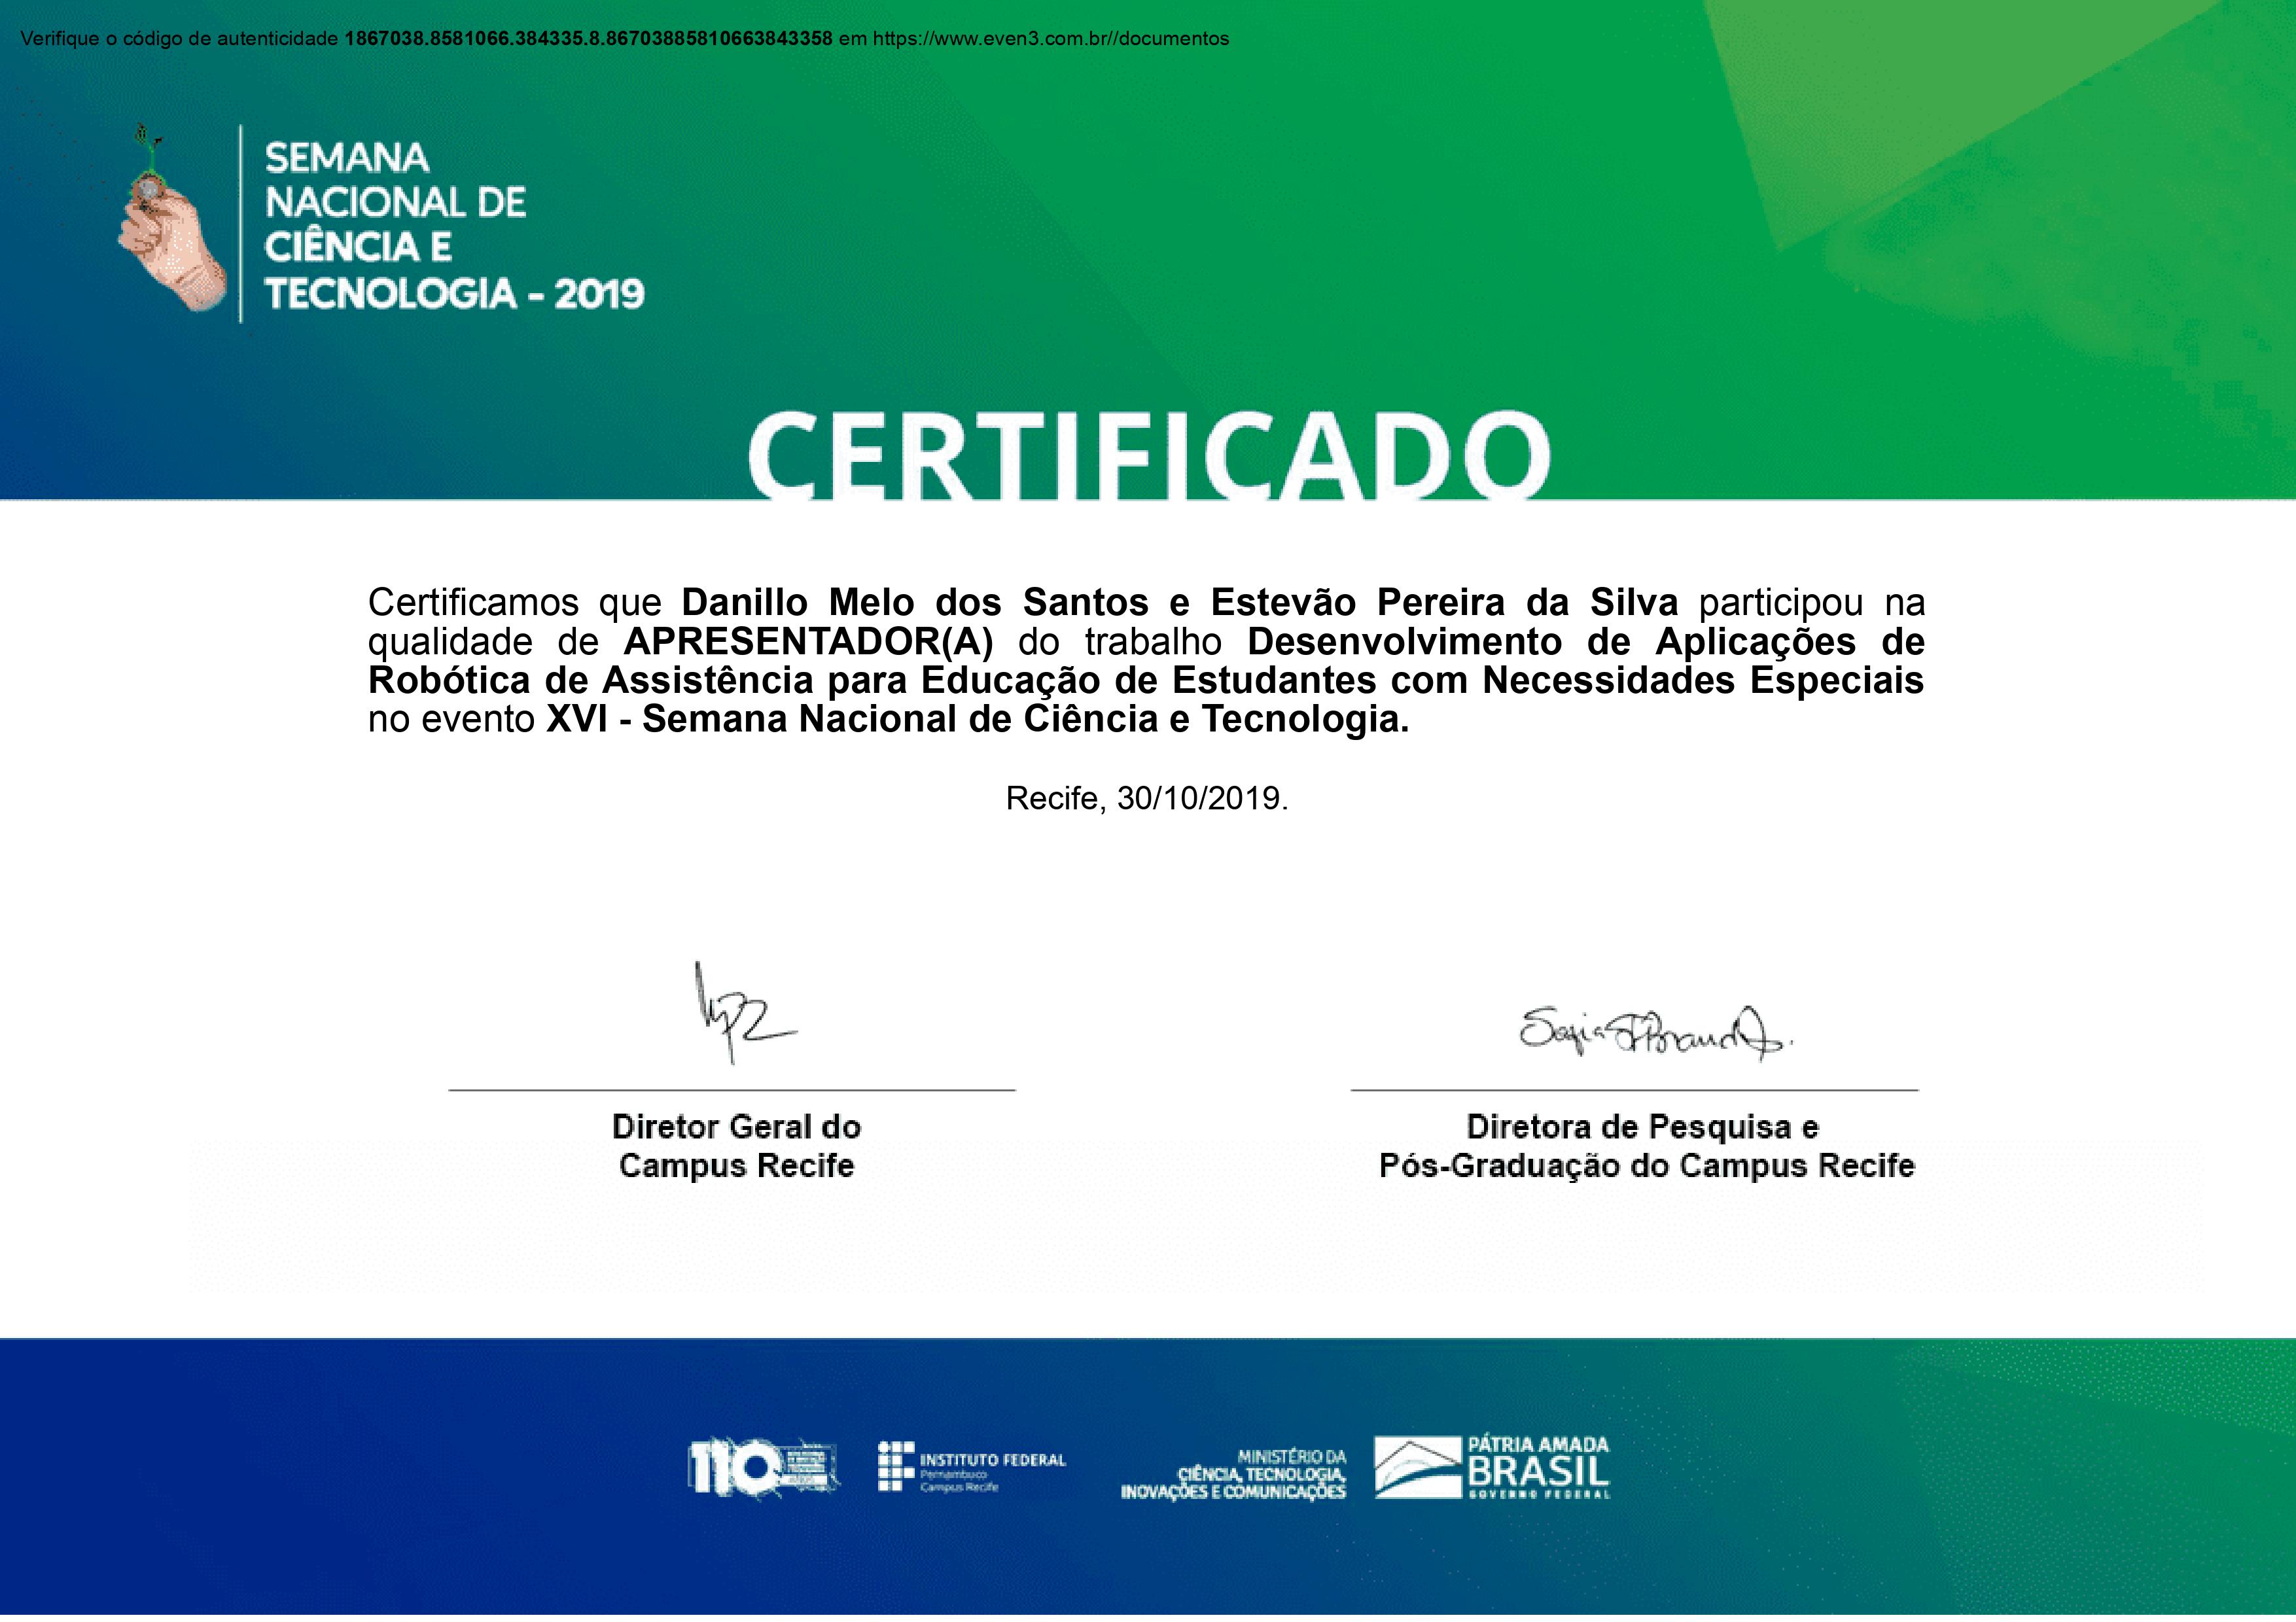 Verifique o código de autenticidade 1867038.8581066.384335.8.86703885810663843358 em https://www.even3.com.br//documentos
SEMANA
NACIONAL DE
CIÊNCIA E
TECNOLOGIA - 2019
CERTIFICADO
Certificamos que Danillo Melo dos Santos e Estevão Pereira da Silva participou na
qualidade de APRESENTADOR(A) do trabalho Desenvolvimento de Aplicações de
Robótica de Assistência para Educação de Estudantes com Necessidades Especiais
no evento XVI - Semana Nacional de Ciência e Tecnologia.
Recife, 30/10/2019.
Diretor Geral do
Campus Recife
Diretora de Pesquisa e
Pós-Graduação do Campus Recife
110
INSTITUTO FEDERAL
Pernambuco
Campus Recife
MINISTÉRIO DA
CIÊNCIA, TECNOLOGIA,
INOVAÇÕES E COMUNICAÇÕES
PÁTRIA AMADA
BRASIL
GOVERNO FEDERAL